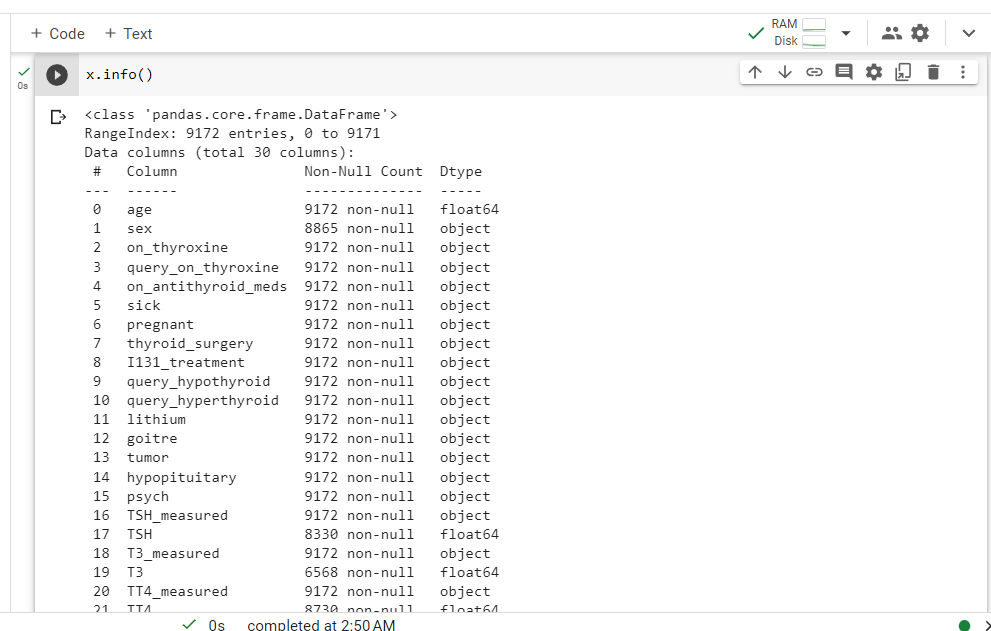 + Code + Text
RAM
Disk
0s
x.info()
<class 'pandas.core.frame.DataFrame'>
RangeIndex: 9172 entries, 0 to 9171
Data columns (total 30 columns):
 #   Column               Non-Null Count  Dtype
---  ------               --------------  -----
 0   age                  9172 non-null   float64
 1   sex                  8865 non-null   object
 2   on_thyroxine         9172 non-null   object
 3   query_on_thyroxine   9172 non-null   object
 4   on_antithyroid_meds  9172 non-null   object
 5   sick                 9172 non-null   object
 6   pregnant             9172 non-null   object
 7   thyroid_surgery      9172 non-null   object
 8   I131_treatment       9172 non-null   object
 9   query_hypothyroid    9172 non-null   object
 10  query_hyperthyroid   9172 non-null   object
 11  lithium              9172 non-null   object
 12  goitre               9172 non-null   object
 13  tumor                9172 non-null   object
 14  hypopituitary        9172 non-null   object
 15  psych                9172 non-null   object
 16  TSH_measured         9172 non-null   object
 17  TSH                  8330 non-null   float64
 18  T3_measured          9172 non-null   object
 19  T3                   6568 non-null   float64
 20  TT4_measured         9172 non-null   object
 21  TT4                  8730 non-null   float64
0s completed at 2:50 AM